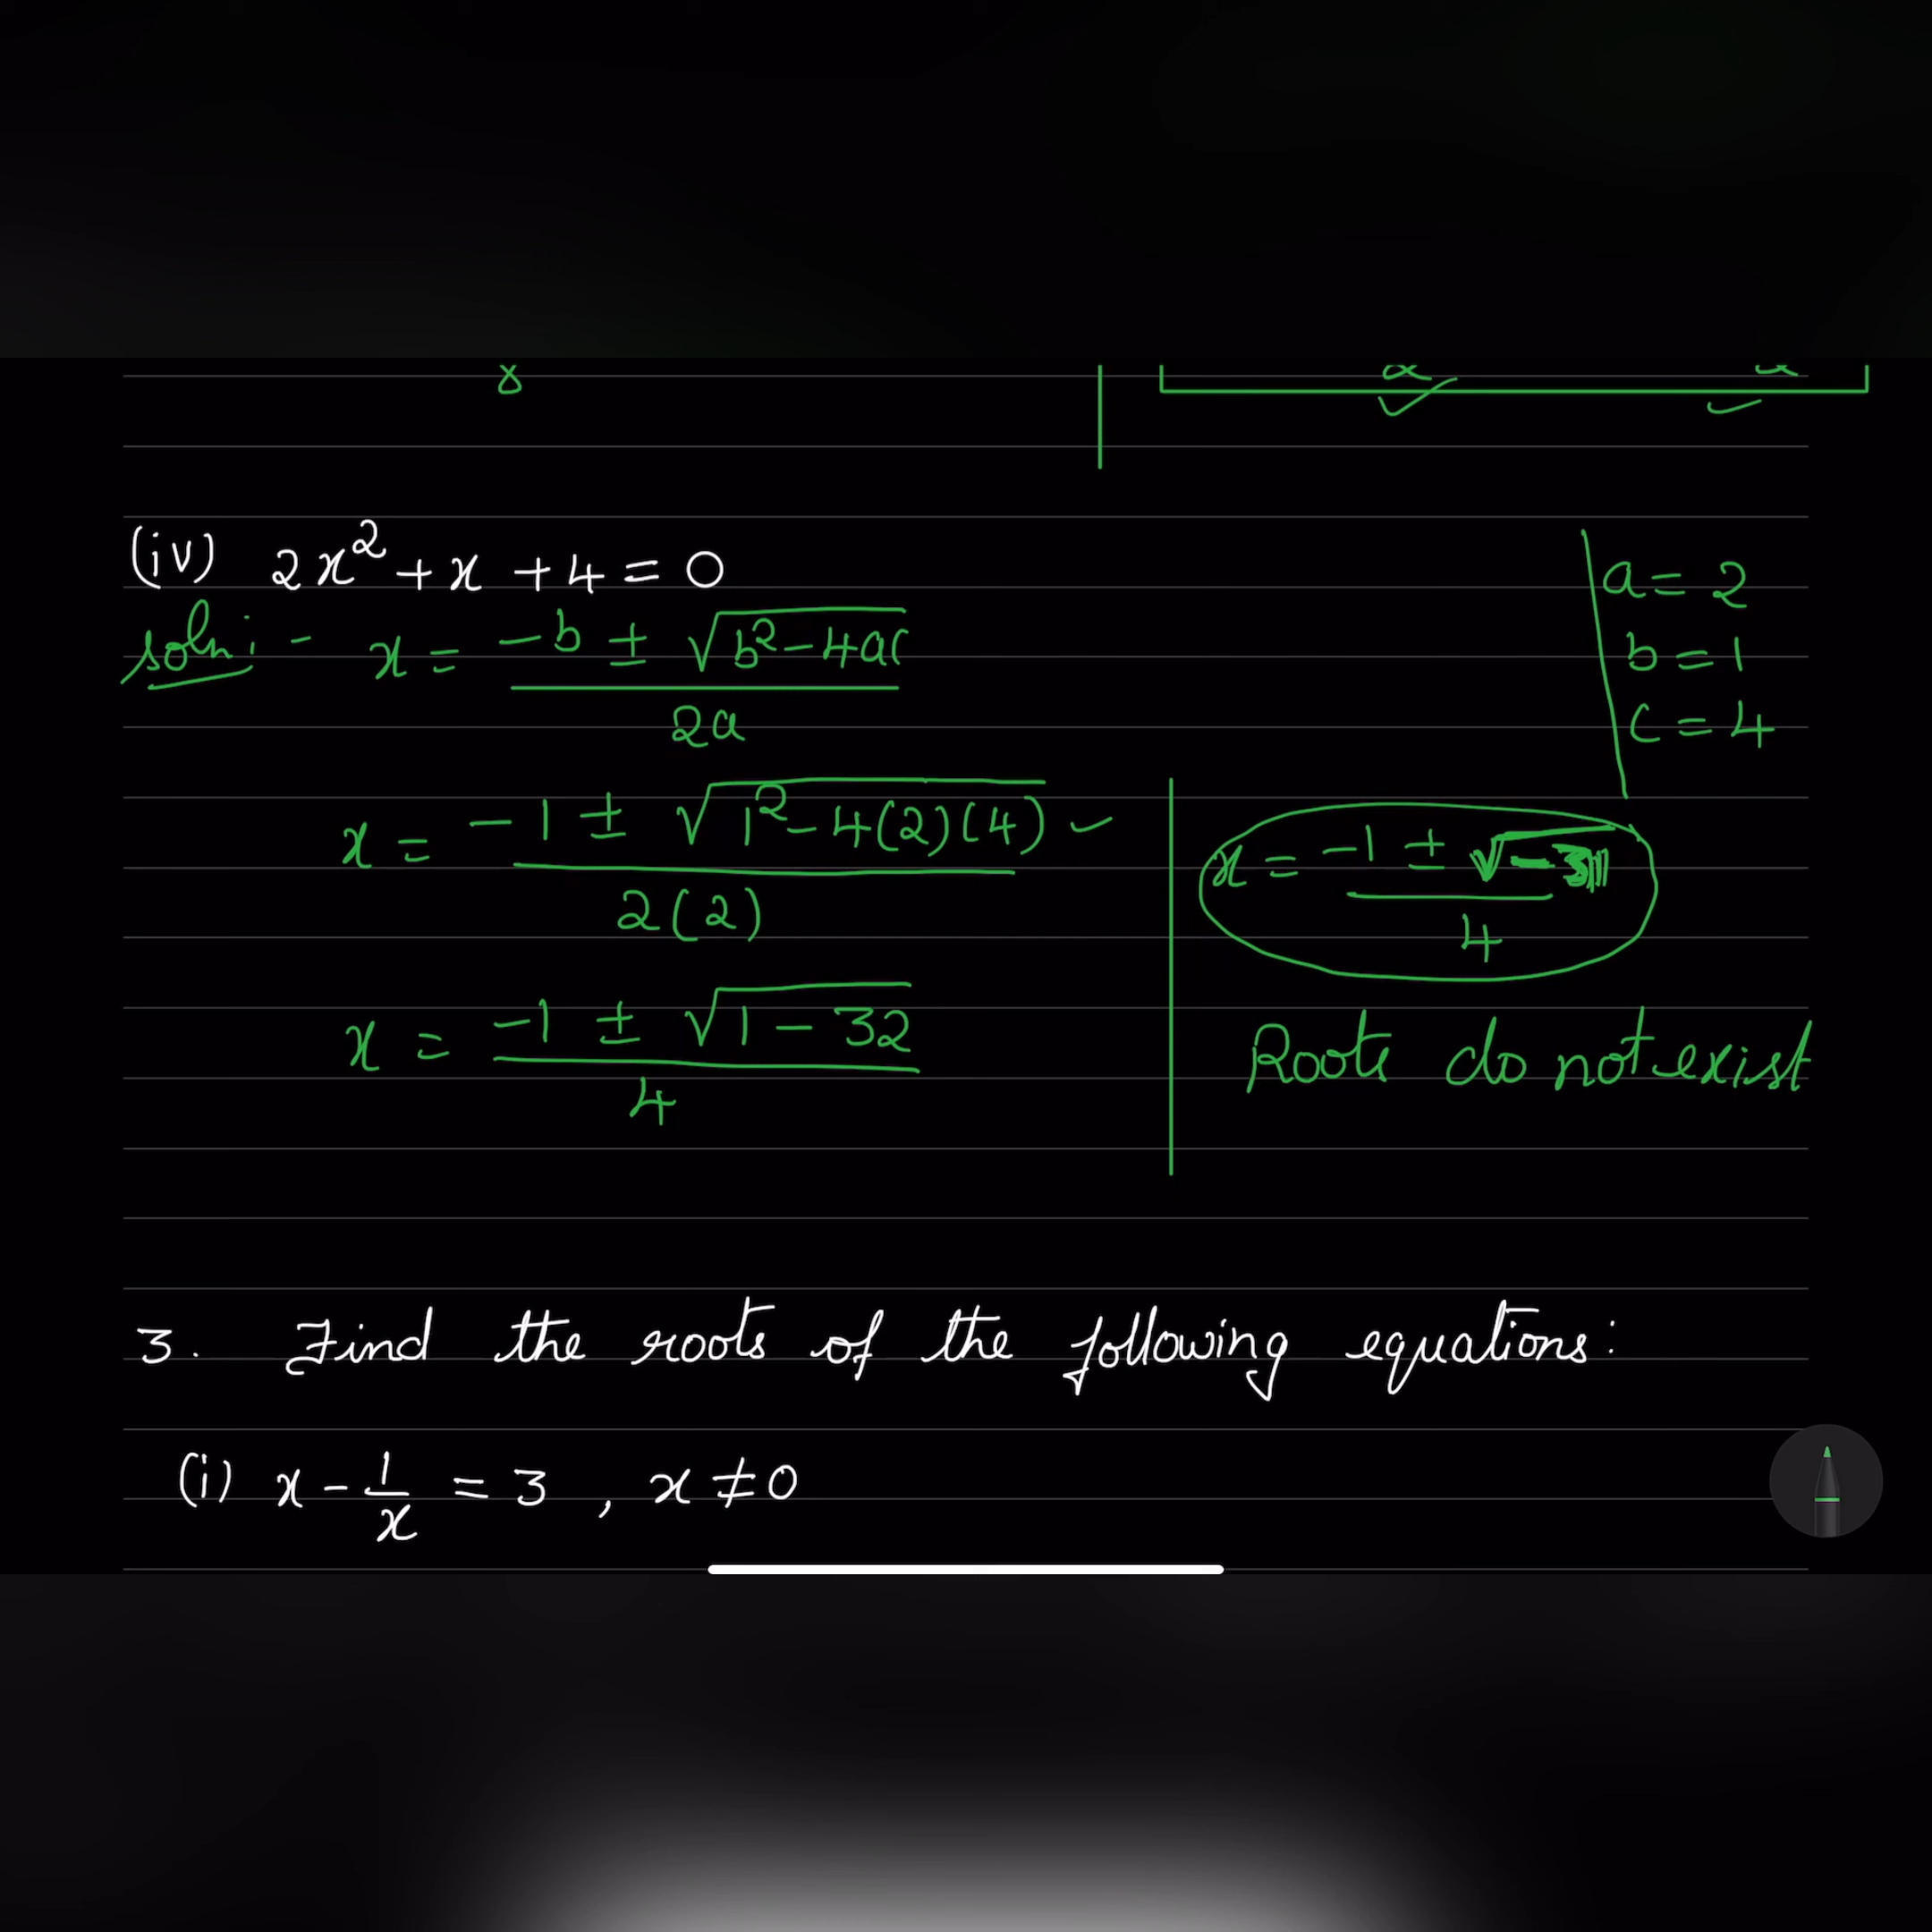 8
(iv) 2x² + x + 4 = 0
soln: - x = -b ± √b² - 4ac / 2a
a = 2
b = 1
c = 4
x = -1 ± √1² - 4(2)(4) / 2(2)
x = -1 ± √1 - 32 / 4
x = -1 ± √-31 / 4
Roots do not exist
3. Find the roots of the following equations:
(i) x - 1/x = 3 , x ≠ 0